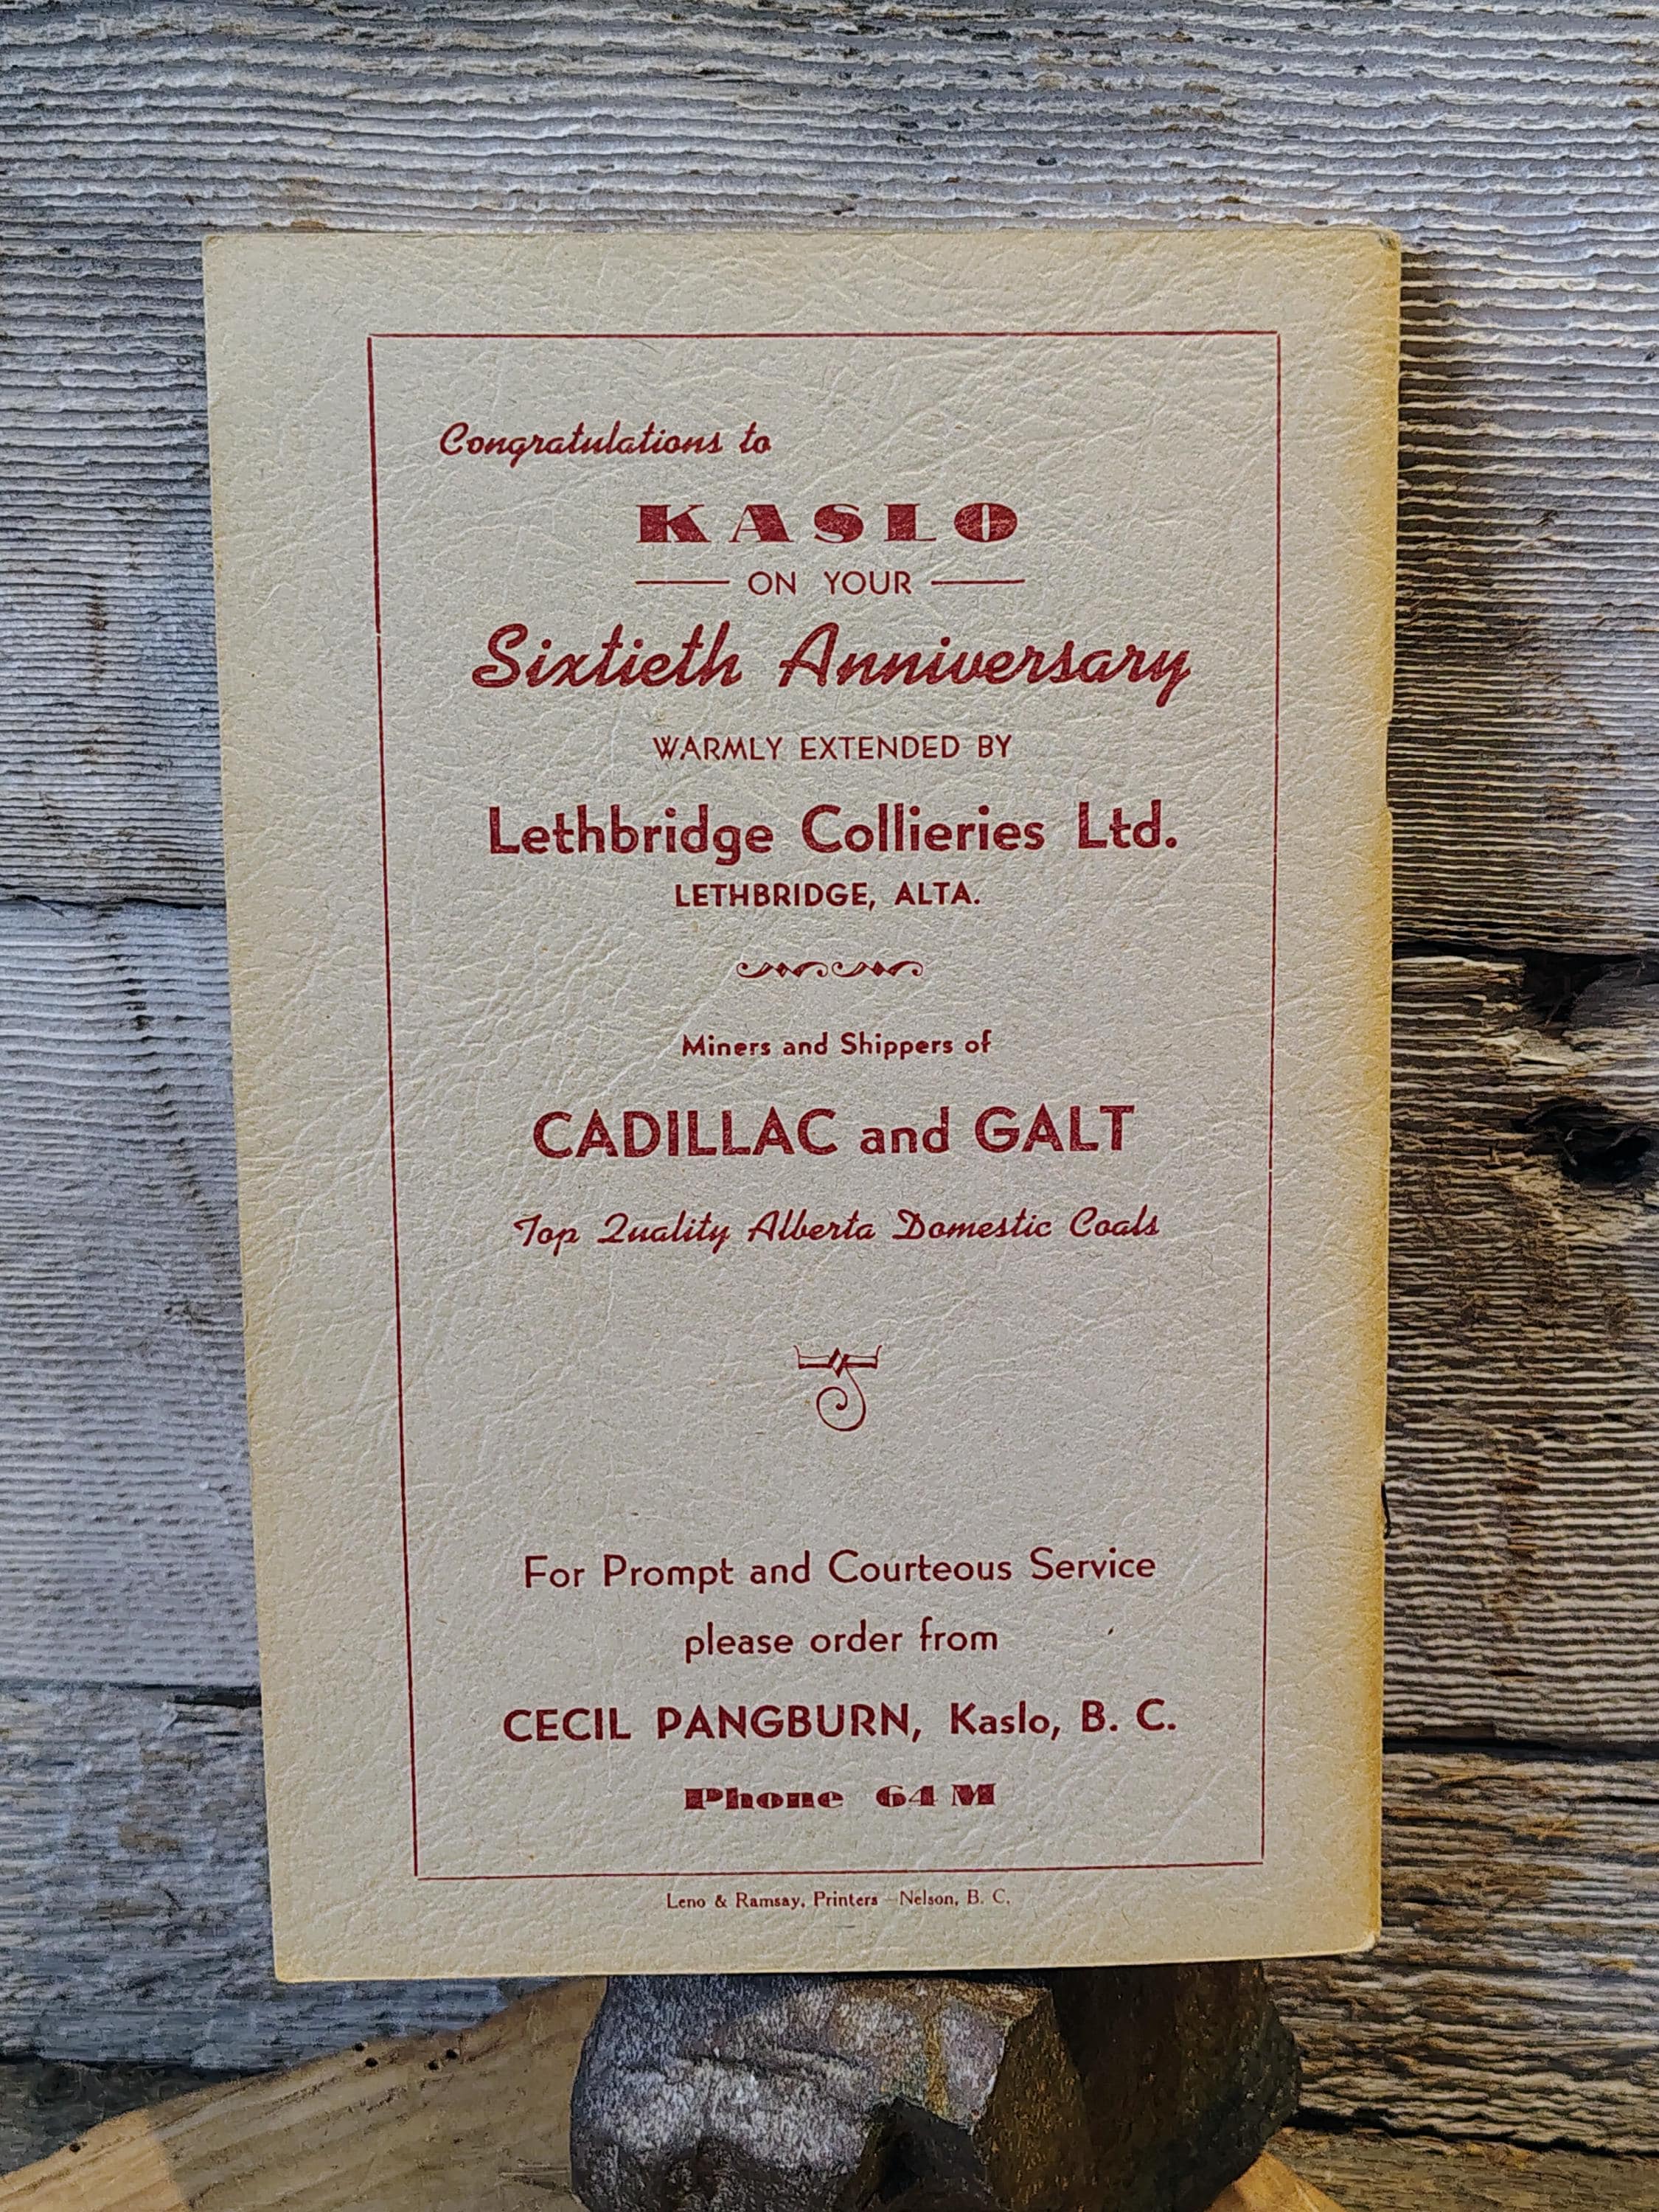 Congratulations to
KASLO
ON YOUR
Sixtieth Anniversary
WARMLY EXTENDED BY
Lethbridge Collieries Ltd.
LETHBRIDGE, ALTA.
Miners and Shippers of
CADILLAC and GALT
Top Quality Alberta Domestic Coals
For Prompt and Courteous Service
please order from
CECIL PANGBURN, Kaslo, B. C.
Phone 64 M
Leno & Ramsay, Printers — Nelson, B. C.